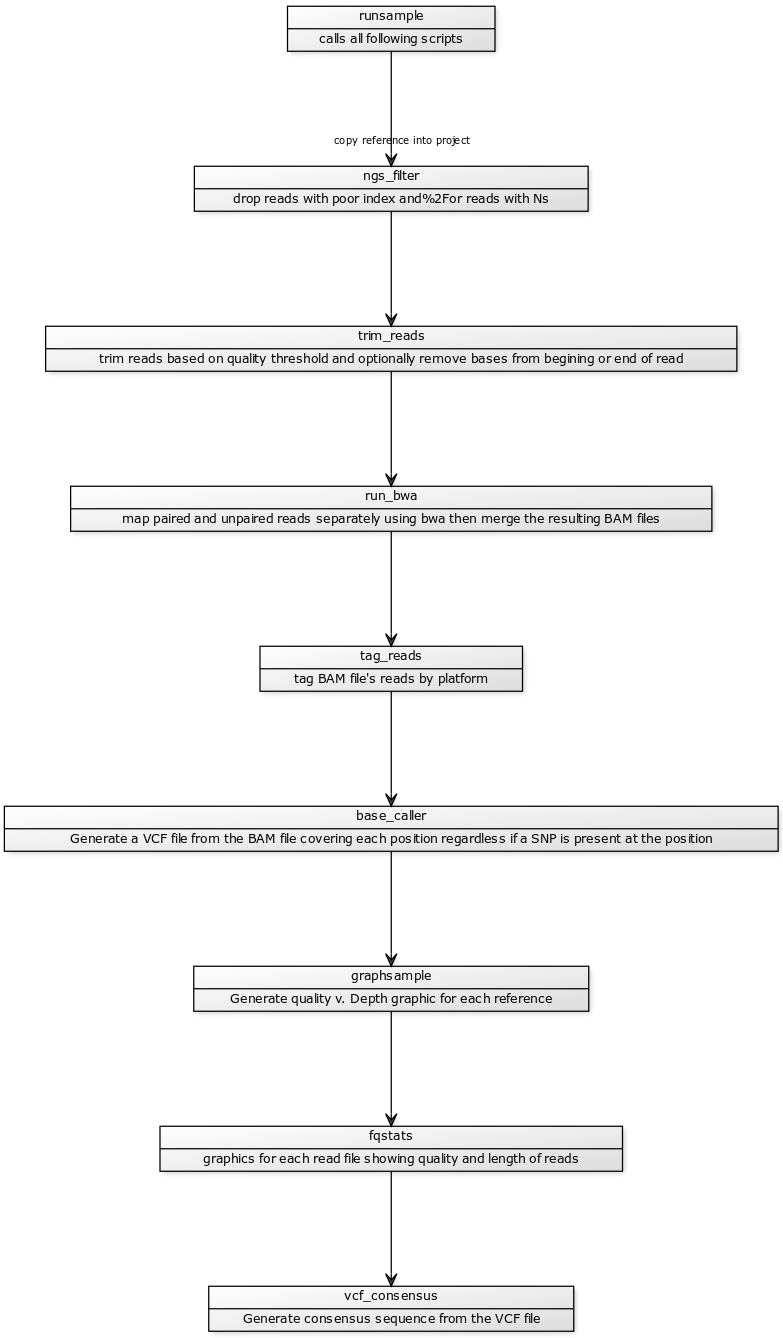 runsample
calls all following scripts
copy reference into project
ngs_filter
drop reads with poor index and%2For reads with Ns
trim_reads
trim reads based on quality threshold and optionally remove bases from begining or end of read
run_bwa
map paired and unpaired reads separately using bwa then merge the resulting BAM files
tag_reads
tag BAM file's reads by platform
base_caller
Generate a VCF file from the BAM file covering each position regardless if a SNP is present at the position
graphsample
Generate quality v. Depth graphic for each reference
fqstats
graphics for each read file showing quality and length of reads
vcf_consensus
Generate consensus sequence from the VCF file